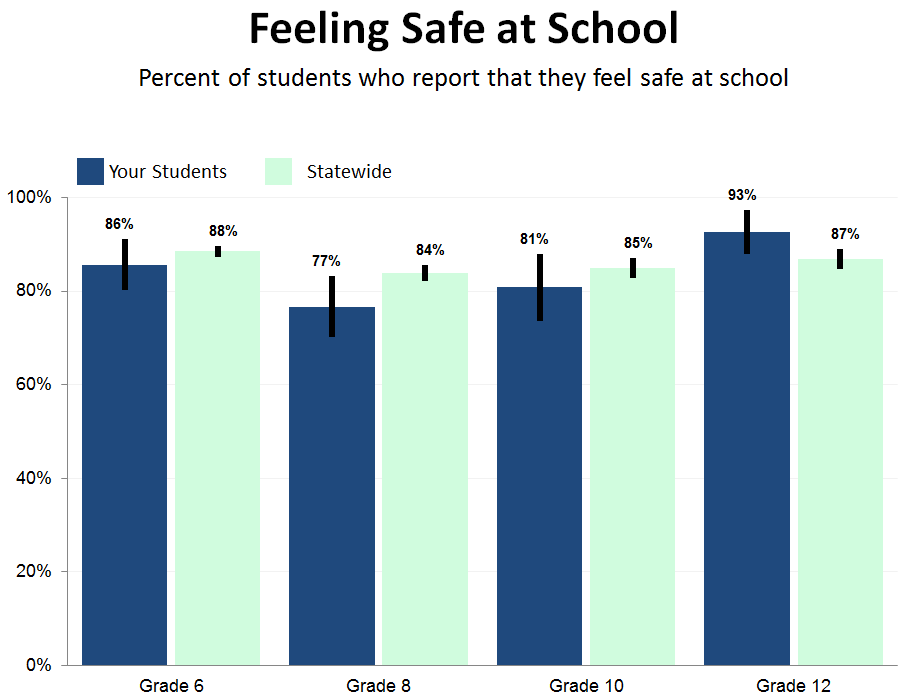 Feeling Safe at School
Percent of students who report that they feel safe at school
Your Students Statewide
100%
80%
60%
40%
20%
0%
86% 88% 77% 84% 81% 85% 93% 87%
Grade 6 Grade 8 Grade 10 Grade 12